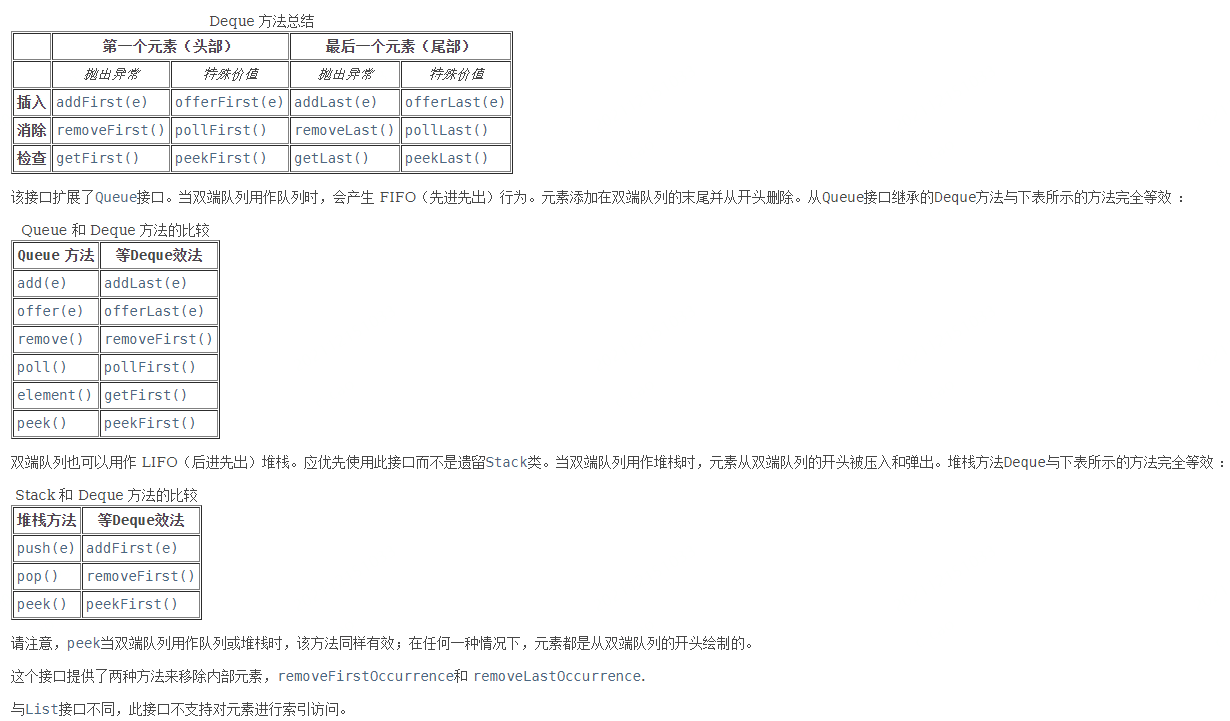 Deque 方法总结
第一个元素（头部） 最后一个元素（尾部）
抛出异常 特殊价值 抛出异常 特殊价值
插入 addFirst(e) offerFirst(e) addLast(e) offerLast(e)
消除 removeFirst() pollFirst() removeLast() pollLast()
检查 getFirst() peekFirst() getLast() peekLast()
该接口扩展了Queue接口。当双端队列用作队列时，会产生 FIFO（先进先出）行为。元素添加在双端队列的末尾并从开头删除。从Queue接口继承的Deque方法与下表所示的方法完全等效 ：
Queue 和 Deque 方法的比较
Queue 方法 等Deque效法
add(e) addLast(e)
offer(e) offerLast(e)
remove() removeFirst()
poll() pollFirst()
element() getFirst()
peek() peekFirst()
双端队列也可以用作 LIFO（后进先出）堆栈。应优先使用此接口而不是遗留Stack类。当双端队列用作堆栈时，元素从双端队列的开头被压入和弹出。堆栈方法Deque与下表所示的方法完全等效 ：
Stack 和 Deque 方法的比较
堆栈方法 等Deque效法
push(e) addFirst(e)
pop() removeFirst()
peek() peekFirst()
请注意，peek当双端队列用作队列或堆栈时，该方法同样有效；在任何一种情况下，元素都是从双端队列的开头绘制的。
这个接口提供了两种方法来移除内部元素，removeFirstOccurrence和 removeLastOccurrence.
与List接口不同，此接口不支持对元素进行索引访问。